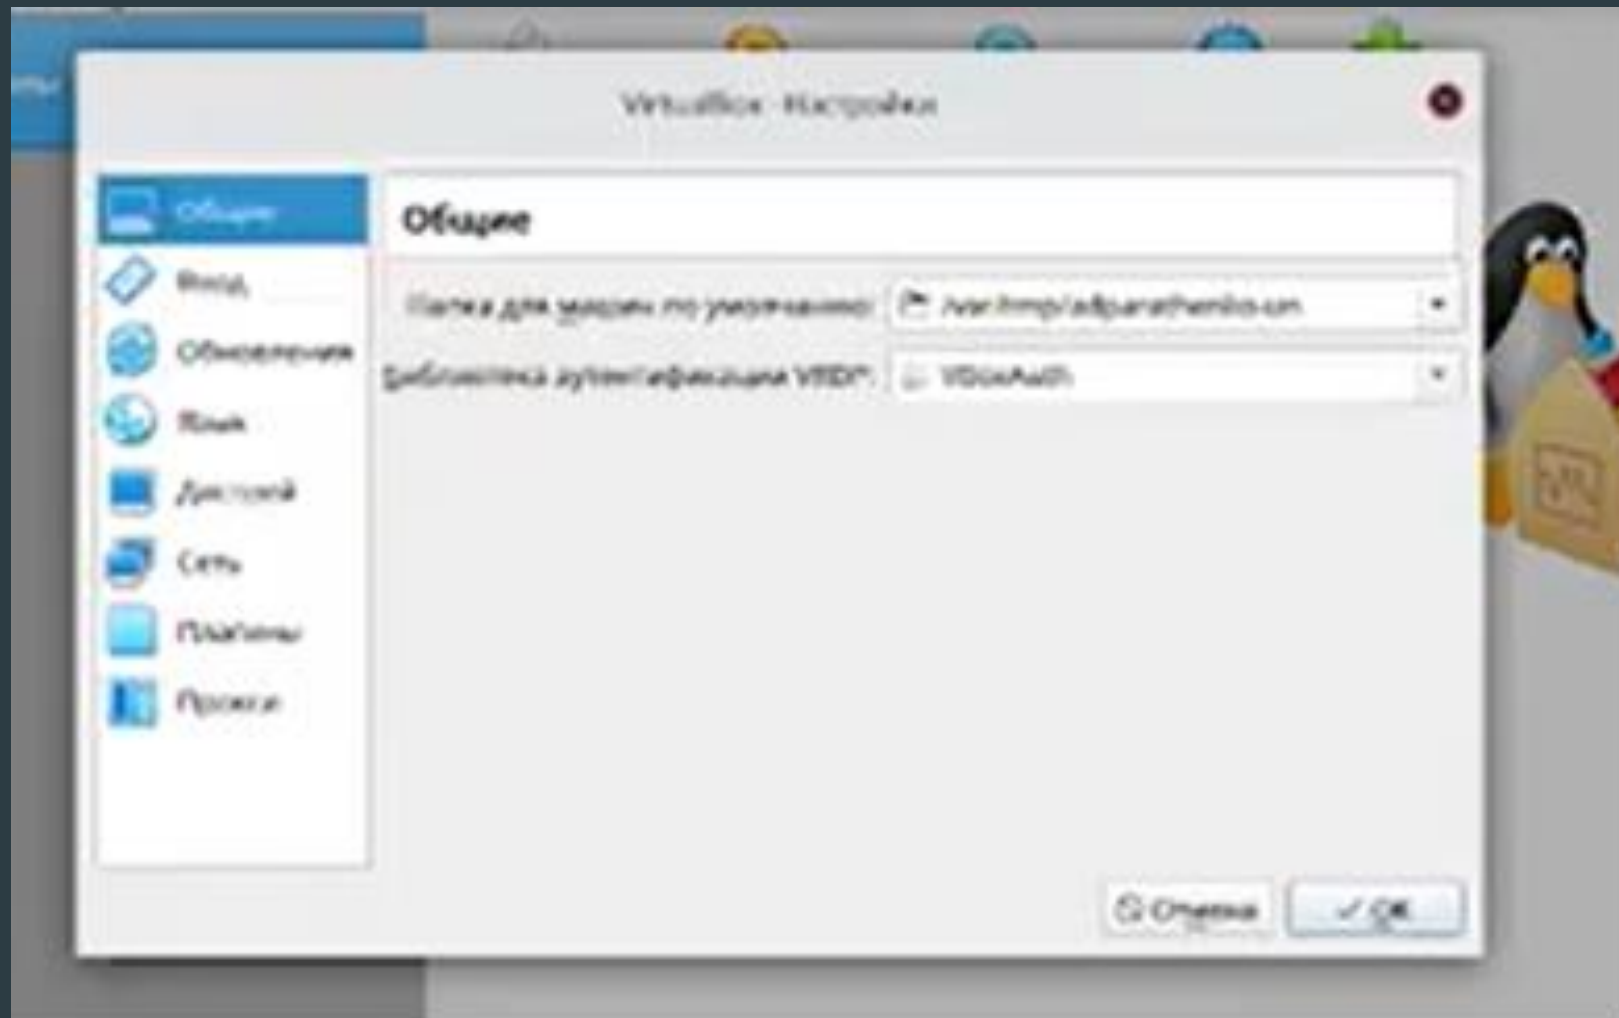 VirtualBox - Настройки
Общие
Общие
Ввод
Обновления
Язык
Дисплей
Сеть
Плагины
Прокси
Папка для машин по умолчанию:
Библиотека аутентификации VRDP:
VBoxAuth
Отмена
OK